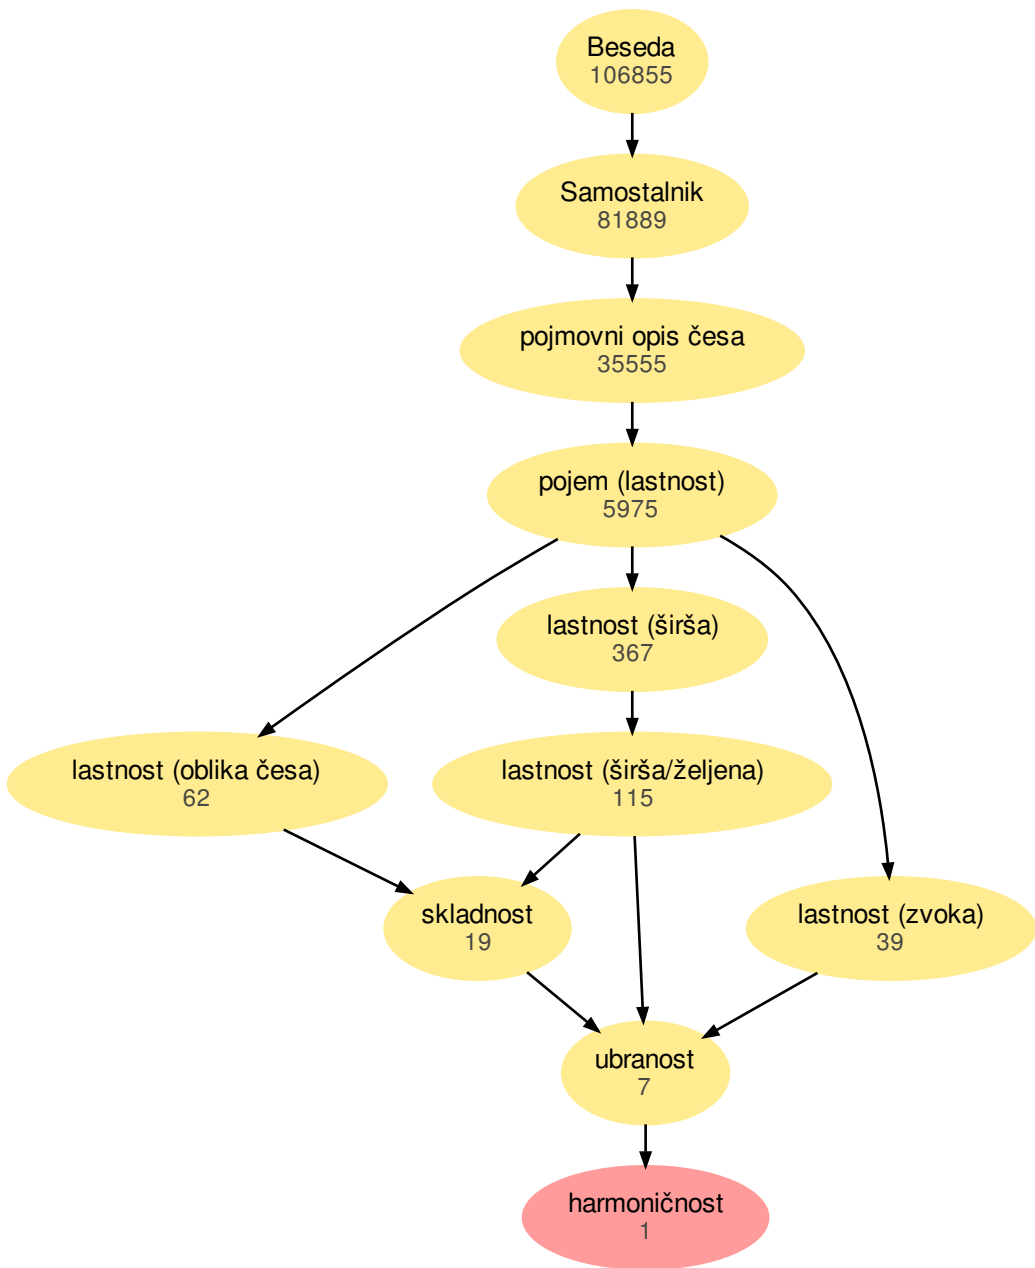 Beseda
106855
Samostalnik
81889
pojmovni opis česa
35555
pojem (lastnost)
5975
lastnost (širša)
367
lastnost (oblika česa)
62
lastnost (širša/željena)
115
skladnost
19
lastnost (zvoka)
39
ubranost
7
harmoničnost
1